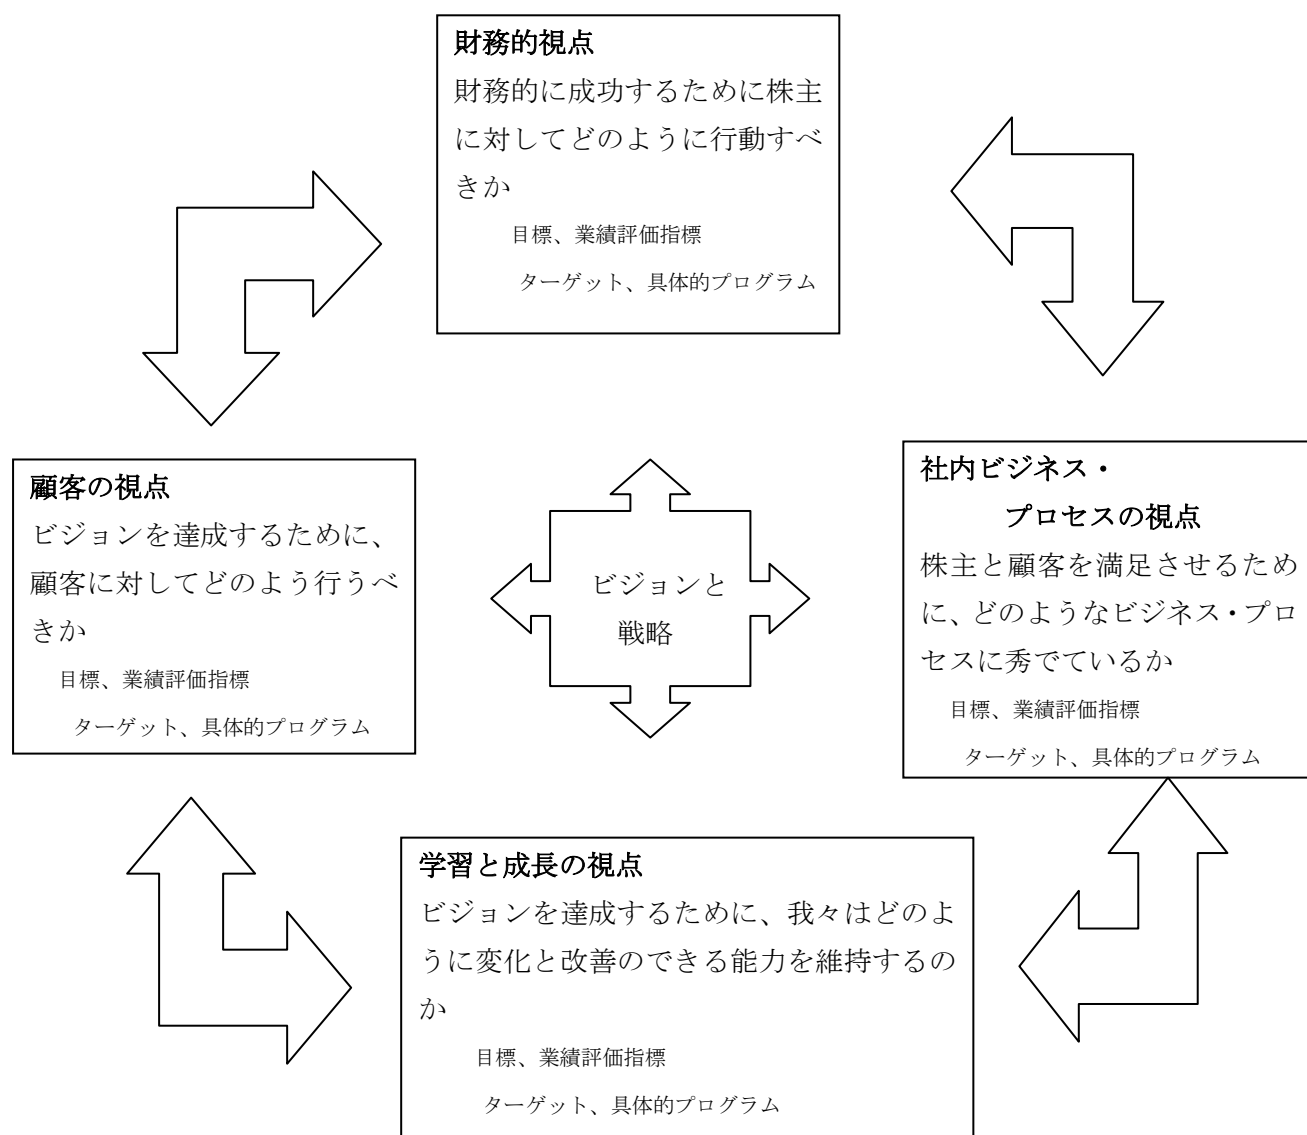 財務的視点
財務的に成功するために株主
に対してどのように行動すべ
きか
目標、業績評価指標
ターゲット、具体的プログラム
顧客の視点
ビジョンを達成するために、
顧客に対してどのよう行うべ
きか
目標、業績評価指標
ターゲット、具体的プログラム
ビジョンと
戦略
社内ビジネス・
プロセスの視点
株主と顧客を満足させるため
に、どのようなビジネス・プロ
セスに秀でているか
目標、業績評価指標
ターゲット、具体的プログラム
学習と成長の視点
ビジョンを達成するために、我々はどのよ
うに変化と改善のできる能力を維持するの
か
目標、業績評価指標
ターゲット、具体的プログラム